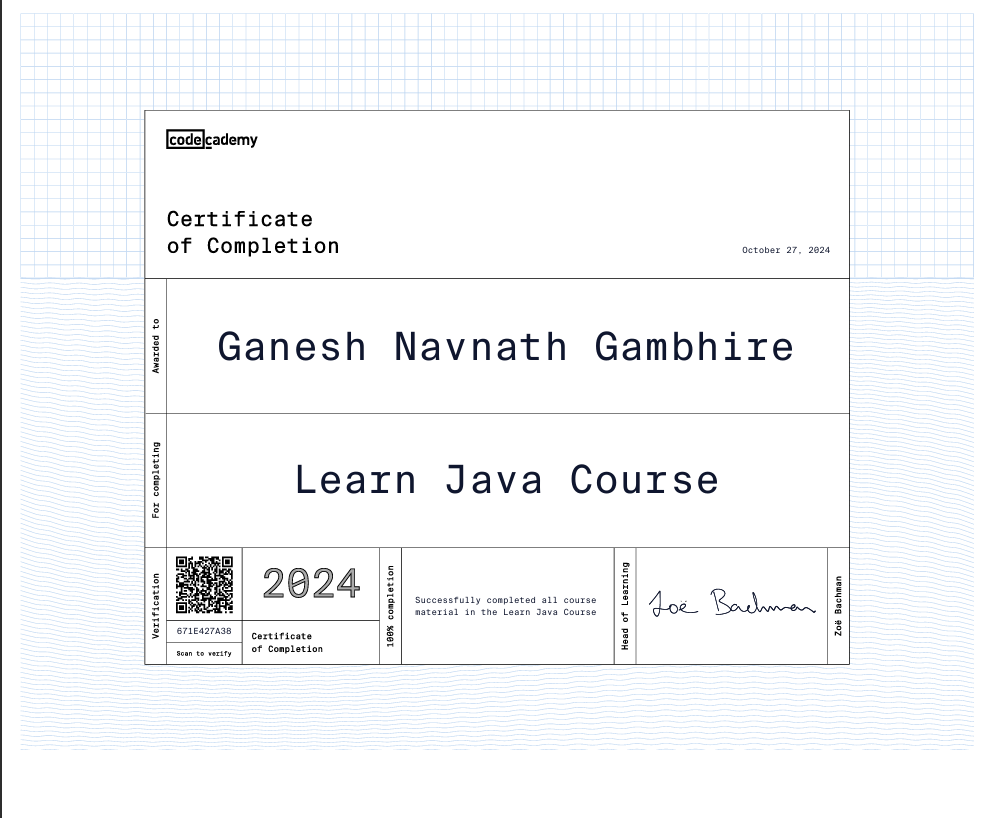 codecademy
Certificate
of Completion
October 27, 2024
Awarded to
Ganesh Navnath Gambhire
For completing
Learn Java Course
Verification
671E427A38
Scan to verify
2024
Certificate
of Completion
100% completion
Successfully completed all course
material in the Learn Java Course
Head of Learning
Zoë Bachman
Zoë Bachman